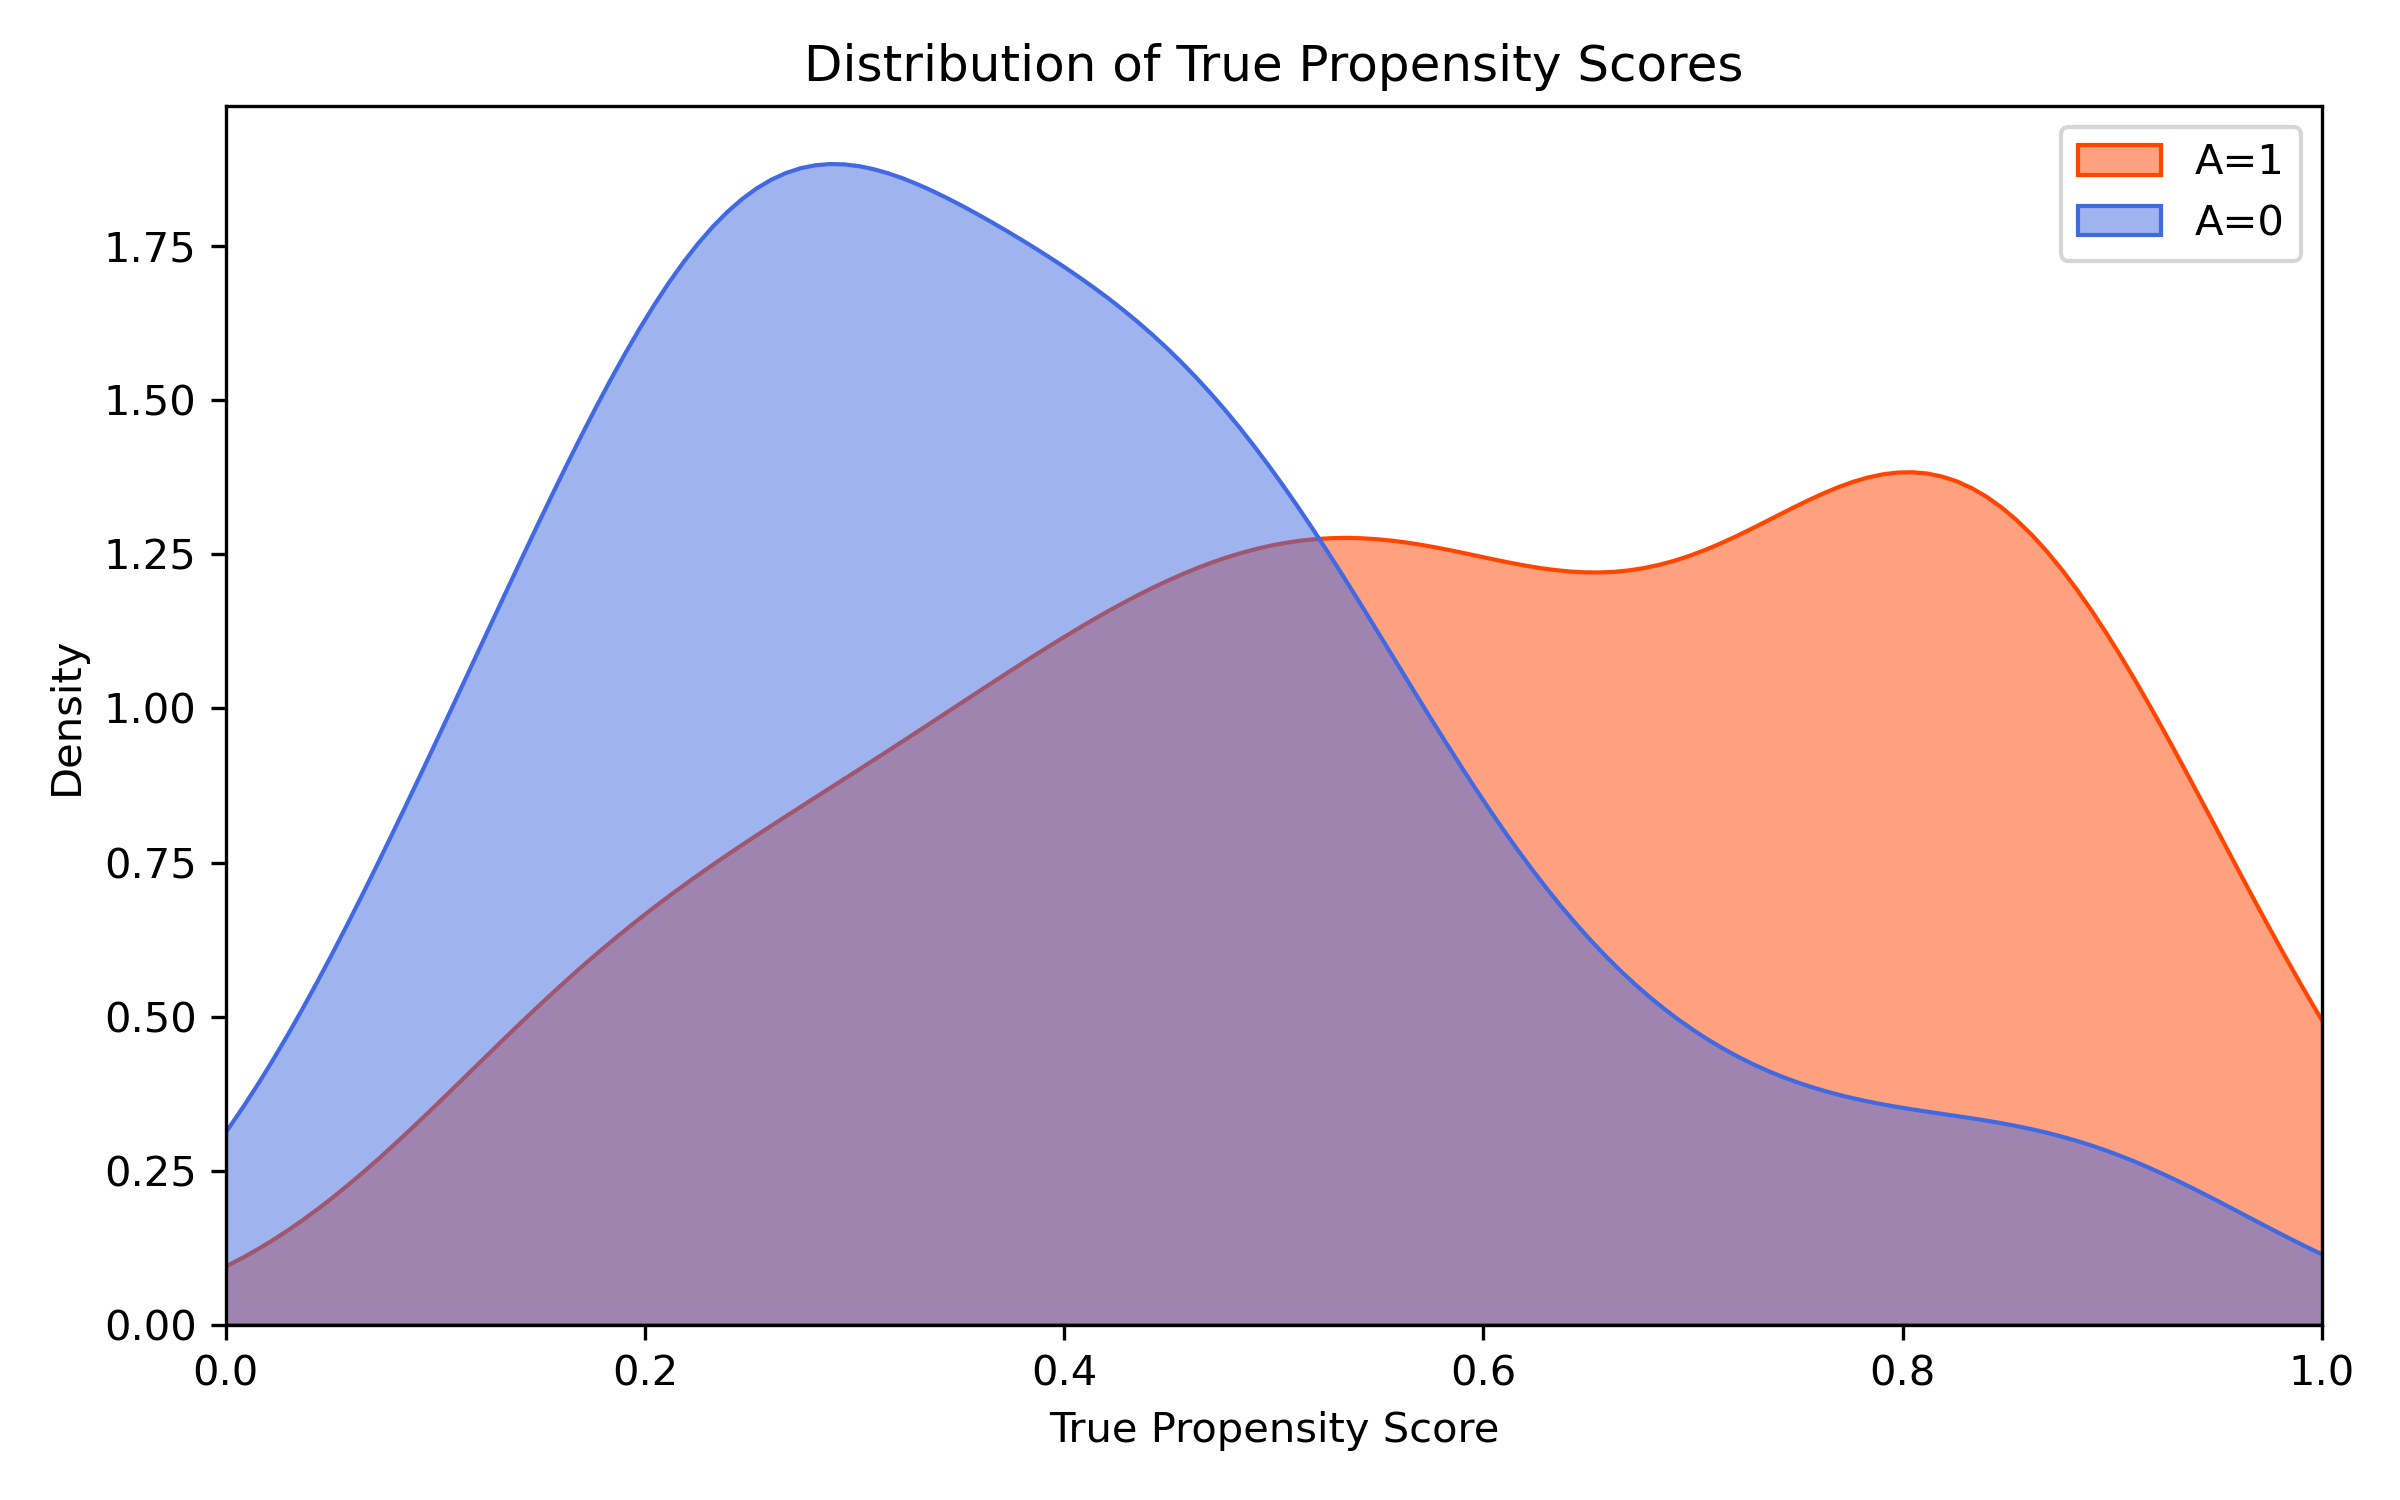 Distribution of True Propensity Scores
A=1
A=0
Density
1.75
1.50
1.25
1.00
0.75
0.50
0.25
0.00
0.0 0.2 0.4 0.6 0.8 1.0
True Propensity Score